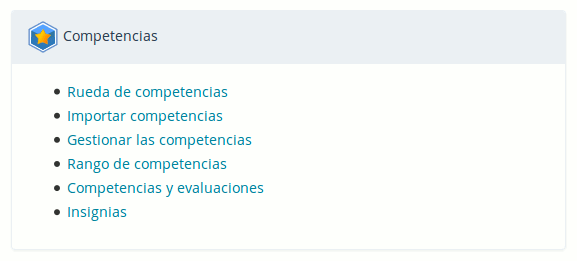 Competencias
Rueda de competencias
Importar competencias
Gestionar las competencias
Rango de competencias
Competencias y evaluaciones
Insignias